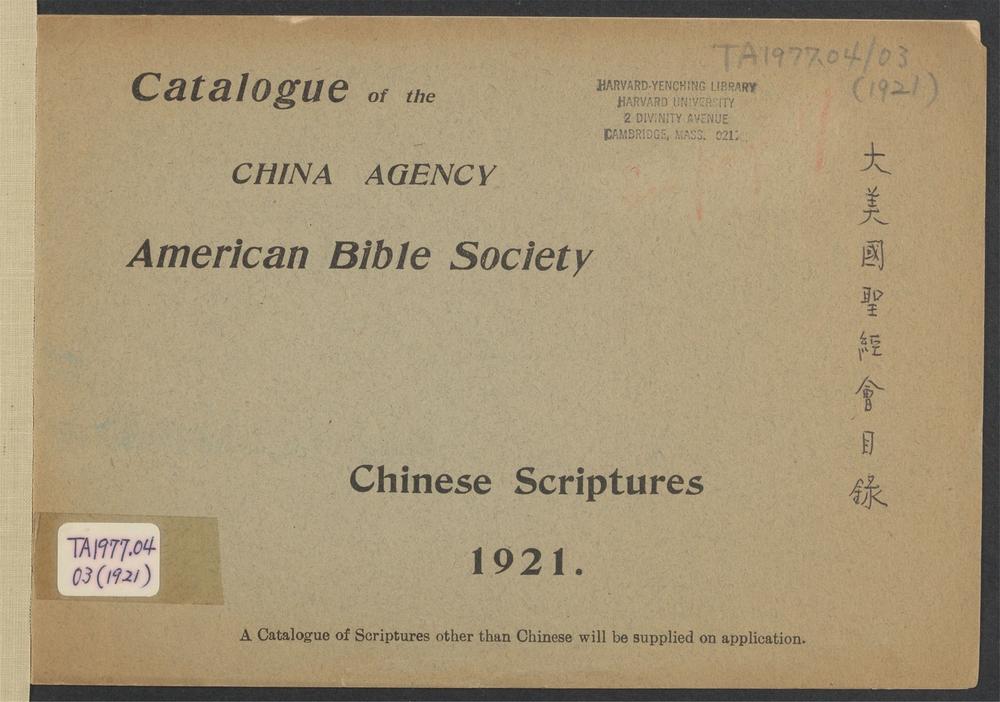 Catalogue of the
CHINA AGENCY
American Bible Society
Chinese Scriptures
1921.
A Catalogue of Scriptures other than Chinese will be supplied on application.
TA1977.04/03
(1921)
HARVARD-YENCHING LIBRARY
HARVARD UNIVERSITY
2 DIVINITY AVENUE
CAMBRIDGE, MASS.
大美國聖經會目錄
TA1977.04
03(1921)